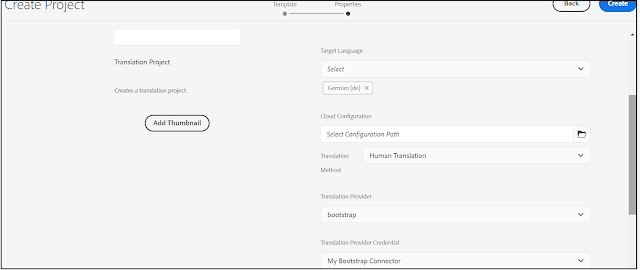 Create Project
Template
Properties
Back
Create
Translation Project
Creates a translation project
Add Thumbnail
Target Language
Select
German (de) ×
Cloud Configuration
Select Configuration Path
Translation Method
Human Translation
Translation Provider
bootstrap
Translation Provider Credential
My Bootstrap Connector